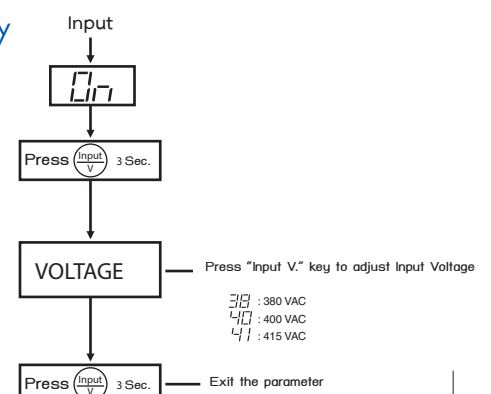 y
Input
On
Press Input/V 3 Sec.
VOLTAGE
Press "Input V." key to adjust Input Voltage
38 : 380 VAC
40 : 400 VAC
41 : 415 VAC
Press Input/V 3 Sec.
Exit the parameter